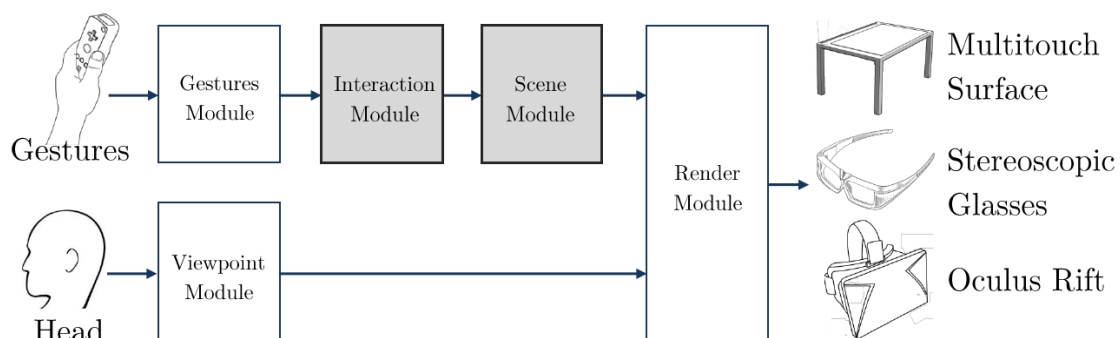 Gestures
Gestures
Module
Interaction
Module
Scene
Module
Render
Module
Multitouch
Surface
Stereoscopic
Glasses
Oculus Rift
Head
Viewpoint
Module